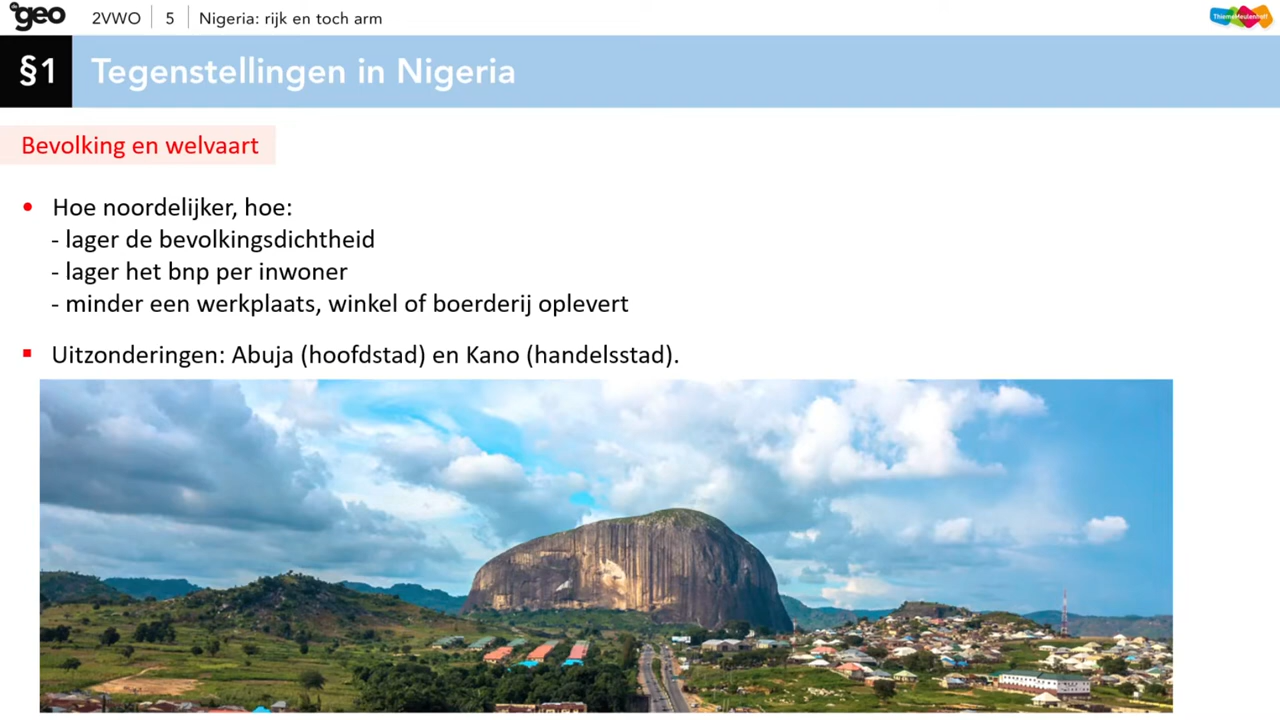 geo
2VWO 5 Nigeria: rijk en toch arm
ThiemeMeulenhoff
§1 Tegenstellingen in Nigeria
Bevolking en welvaart
• Hoe noordelijker, hoe:
- lager de bevolkingsdichtheid
- lager het bnp per inwoner
- minder een werkplaats, winkel of boerderij oplevert
▪ Uitzonderingen: Abuja (hoofdstad) en Kano (handelsstad).